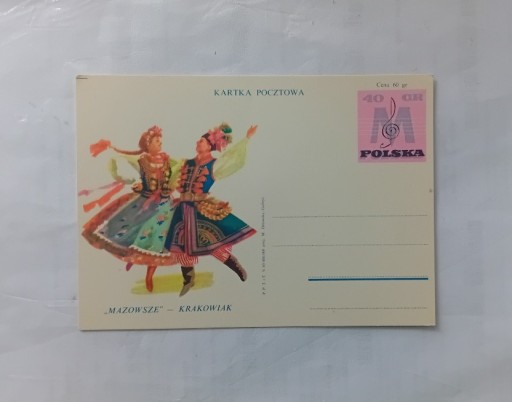 Cena 60 gr
KARTKA POCZTOWA
40 GR
M
POLSKA
„MAZOWSZE” — KRAKOWIAK